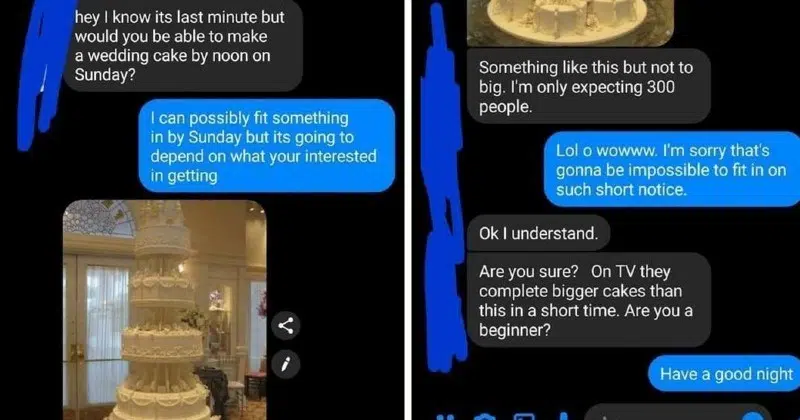 hey I know its last minute but
would you be able to make
a wedding cake by noon on
Sunday?
I can possibly fit something
in by Sunday but its going to
depend on what your interested
in getting
Something like this but not to
big. I'm only expecting 300
people.
Lol o wowww. I'm sorry that's
gonna be impossible to fit in on
such short notice.
Ok I understand.
Are you sure? On TV they
complete bigger cakes than
this in a short time. Are you a
beginner?
Have a good night